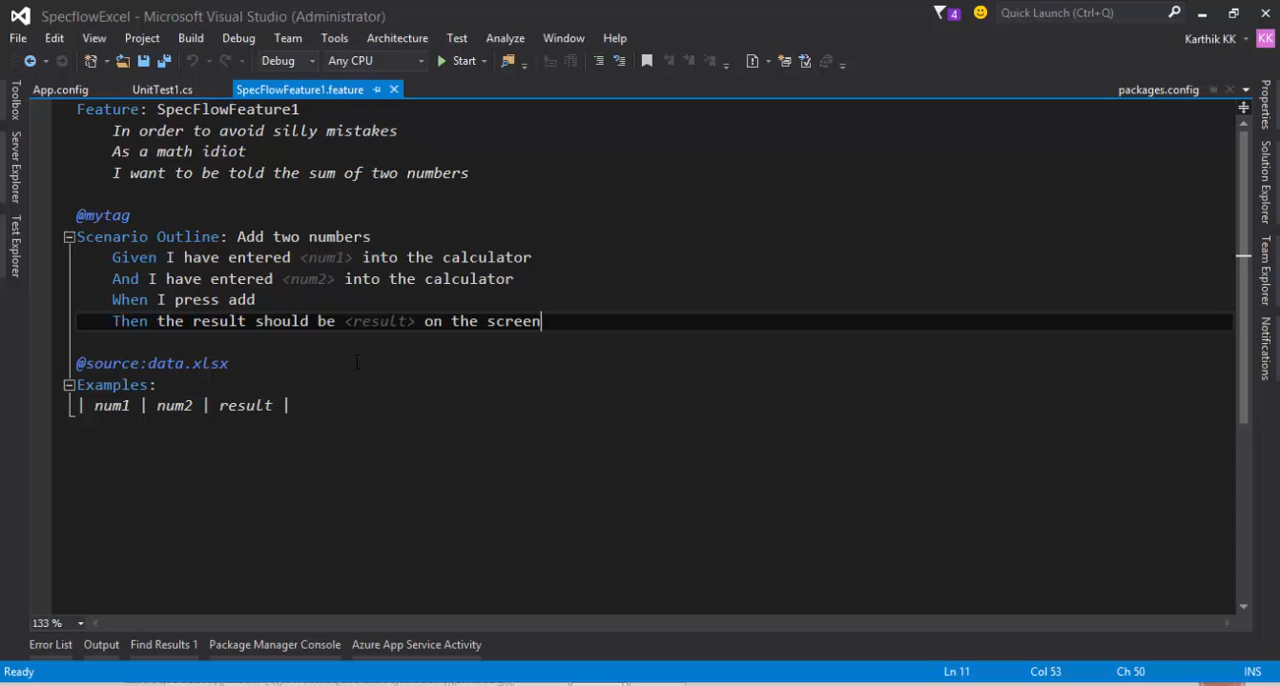 SpecflowExcel - Microsoft Visual Studio (Administrator)
4
Quick Launch (Ctrl+Q)
File Edit View Project Build Debug Team Tools Architecture Test Analyze Window Help
Karthik KK
KK
Debug Any CPU Start
App.config UnitTest1.cs SpecFlowFeature1.feature packages.config
Toolbox
Server Explorer
Test Explorer
Feature: SpecFlowFeature1
In order to avoid silly mistakes
As a math idiot
I want to be told the sum of two numbers
@mytag
Scenario Outline: Add two numbers
Given I have entered <num1> into the calculator
And I have entered <num2> into the calculator
When I press add
Then the result should be <result> on the screen
@source:data.xlsx
Examples:
| num1 | num2 | result |
Properties
Solution Explorer
Team Explorer
Notifications
133 %
Error List Output Find Results 1 Package Manager Console Azure App Service Activity
Ready Ln 11 Col 53 Ch 50 INS